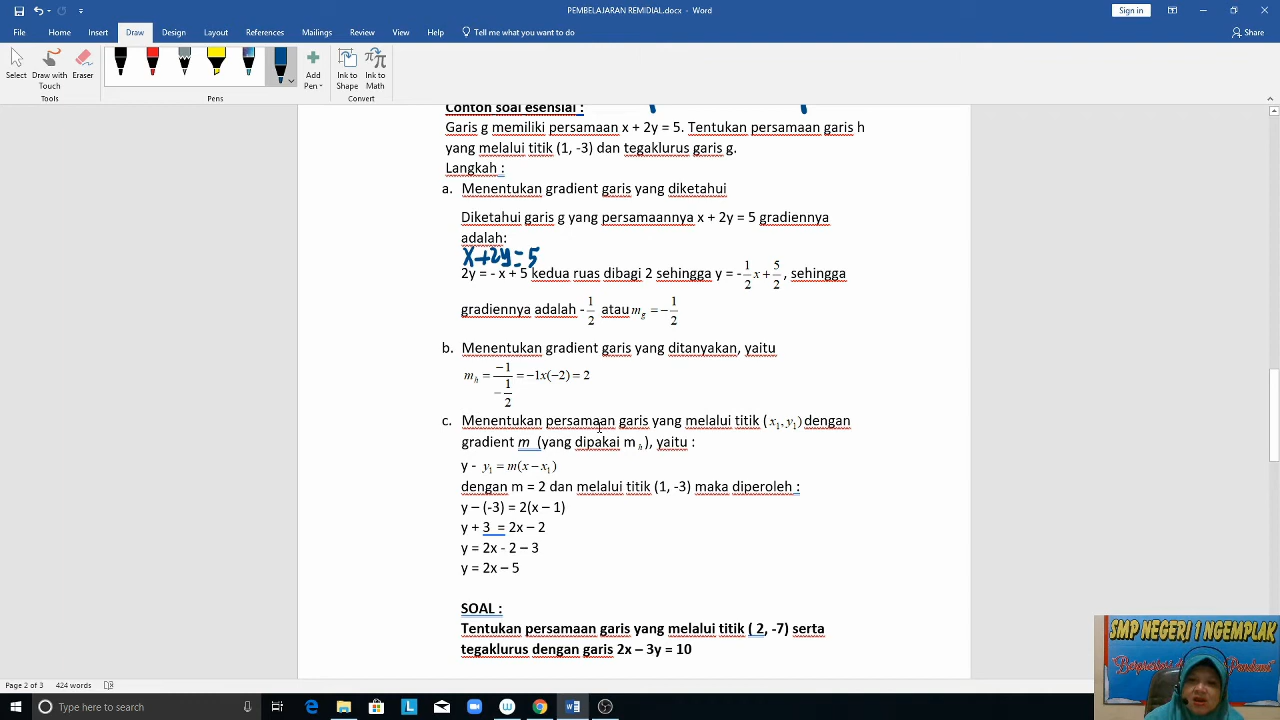 PEMBELAJARAN REMIDIAL.docx - Word
Sign in
File Home Insert Draw Design Layout References Mailings Review View Help Tell me what you want to do Share
Select Draw with Touch Eraser Add Pen Ink to Shape Ink to Math
Tools Pens Convert
Contoh soal esensial :
Garis g memiliki persamaan x + 2y = 5. Tentukan persamaan garis h
yang melalui titik (1, -3) dan tegaklurus garis g.
Langkah :
a. Menentukan gradient garis yang diketahui
Diketahui garis g yang persamaannya x + 2y = 5 gradiennya
adalah:
x+2y=5
2y = - x + 5 kedua ruas dibagi 2 sehingga y = -1/2 x + 5/2, sehingga
gradiennya adalah - 1/2 atau m_g = - 1/2
b. Menentukan gradient garis yang ditanyakan, yaitu
m_h = -1/(-1/2) = -1x(-2) = 2
c. Menentukan persamaan garis yang melalui titik (x₁, y₁) dengan
gradient m (yang dipakai m h), yaitu :
y - y₁ = m(x - x₁)
dengan m = 2 dan melalui titik (1, -3) maka diperoleh :
y – (-3) = 2(x – 1)
y + 3 = 2x – 2
y = 2x - 2 – 3
y = 2x – 5
SOAL :
Tentukan persamaan garis yang melalui titik ( 2, -7) serta
tegaklurus dengan garis 2x – 3y = 10
SMP NEGERI 1 NGEMPLAK
Page 2 of 3 424 words 100%
Type here to search